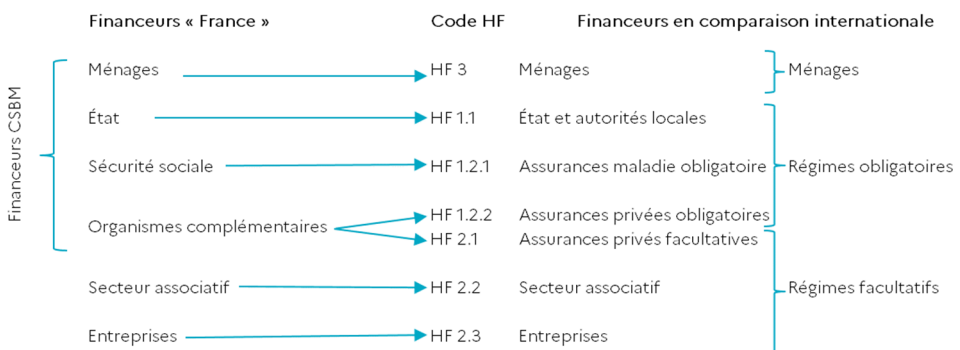 Financeurs « France » Code HF Financeurs en comparaison internationale
Financeurs CSBM
Ménages HF 3 Ménages Ménages
État HF 1.1 État et autorités locales
Sécurité sociale HF 1.2.1 Assurances maladie obligatoire Régimes obligatoires
HF 1.2.2 Assurances privées obligatoires
Organismes complémentaires
HF 2.1 Assurances privés facultatives
Secteur associatif HF 2.2 Secteur associatif Régimes facultatifs
Entreprises HF 2.3 Entreprises